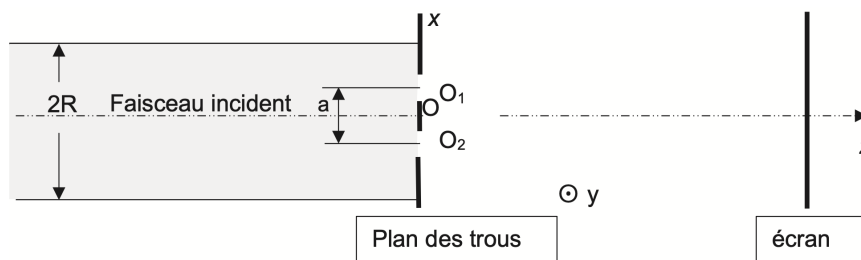 x
2R
Faisceau incident
a
O
O₁
O₂
y
Plan des trous
écran